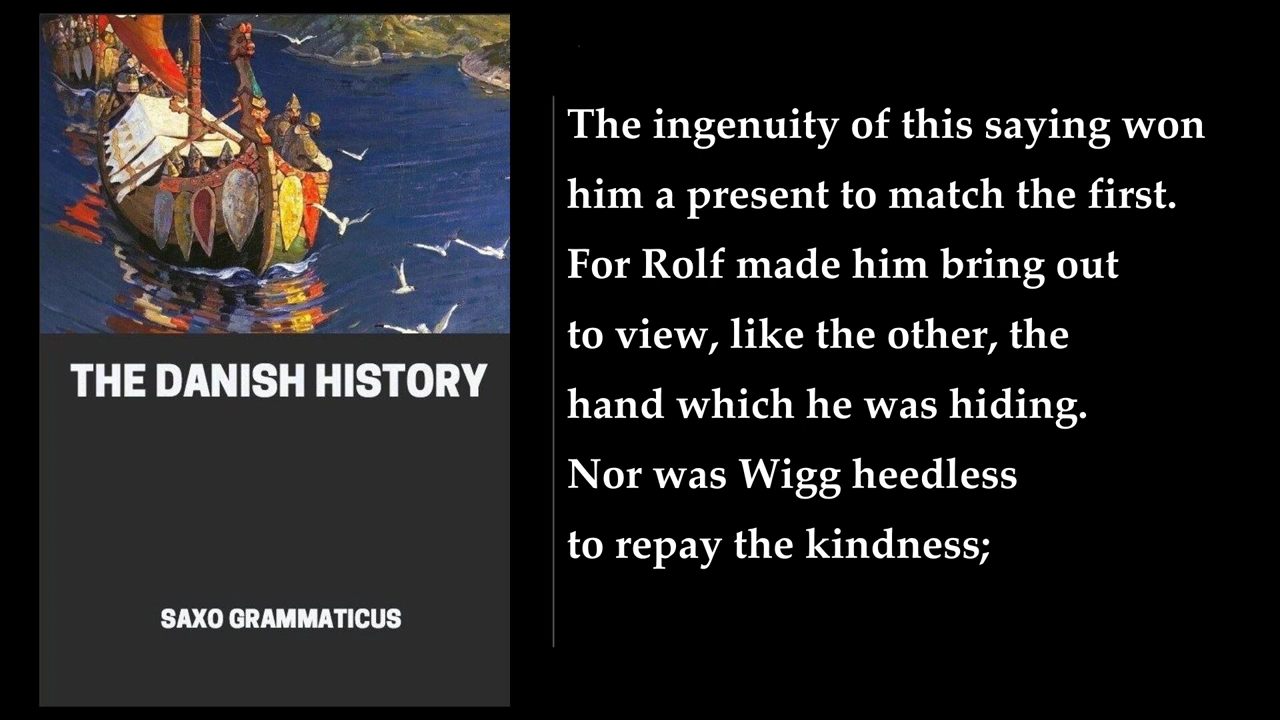 THE DANISH HISTORY
SAXO GRAMMATICUS
The ingenuity of this saying won
him a present to match the first.
For Rolf made him bring out
to view, like the other, the
hand which he was hiding.
Nor was Wigg heedless
to repay the kindness;